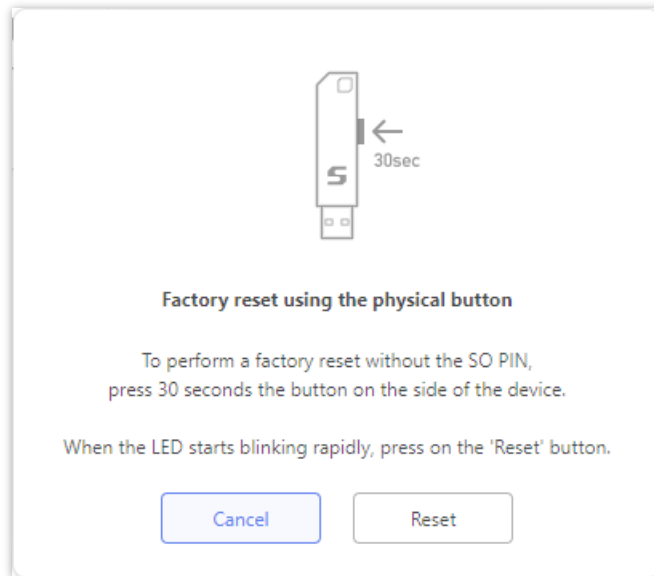 30sec
S
Factory reset using the physical button
To perform a factory reset without the SO PIN,
press 30 seconds the button on the side of the device.
When the LED starts blinking rapidly, press on the 'Reset' button.
Cancel
Reset